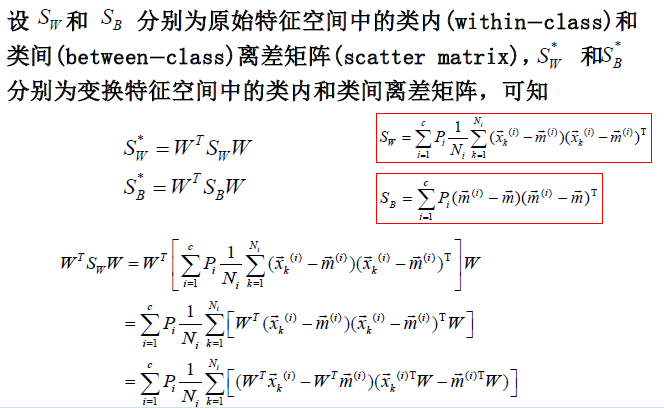 设 $S_W$ 和 $S_B$ 分别为原始特征空间中的类内(within-class)和
类间(between-class)离差矩阵(scatter matrix), $S_W^*$ 和 $S_B^*$
分别为变换特征空间中的类内和类间离差矩阵，可知
$S_W^* = W^T S_W W$
$S_W = \sum_{i=1}^{c} P_i \frac{1}{N_i} \sum_{k=1}^{N_i} (\vec{x}_k^{(i)} - \vec{m}^{(i)})(\vec{x}_k^{(i)} - \vec{m}^{(i)})^{\mathrm{T}}$
$S_B^* = W^T S_B W$
$S_B = \sum_{i=1}^{c} P_i (\vec{m}^{(i)} - \vec{m})(\vec{m}^{(i)} - \vec{m})^{\mathrm{T}}$
$W^T S_W W = W^T \left[ \sum_{i=1}^{c} P_i \frac{1}{N_i} \sum_{k=1}^{N_i} (\vec{x}_k^{(i)} - \vec{m}^{(i)})(\vec{x}_k^{(i)} - \vec{m}^{(i)})^{\mathrm{T}} \right] W$
$= \sum_{i=1}^{c} P_i \frac{1}{N_i} \sum_{k=1}^{N_i} \left[ W^T (\vec{x}_k^{(i)} - \vec{m}^{(i)})(\vec{x}_k^{(i)} - \vec{m}^{(i)})^{\mathrm{T}} W \right]$
$= \sum_{i=1}^{c} P_i \frac{1}{N_i} \sum_{k=1}^{N_i} \left[ (W^T \vec{x}_k^{(i)} - W^T \vec{m}^{(i)})(\vec{x}_k^{(i)\mathrm{T}} W - \vec{m}^{(i)\mathrm{T}} W) \right]$